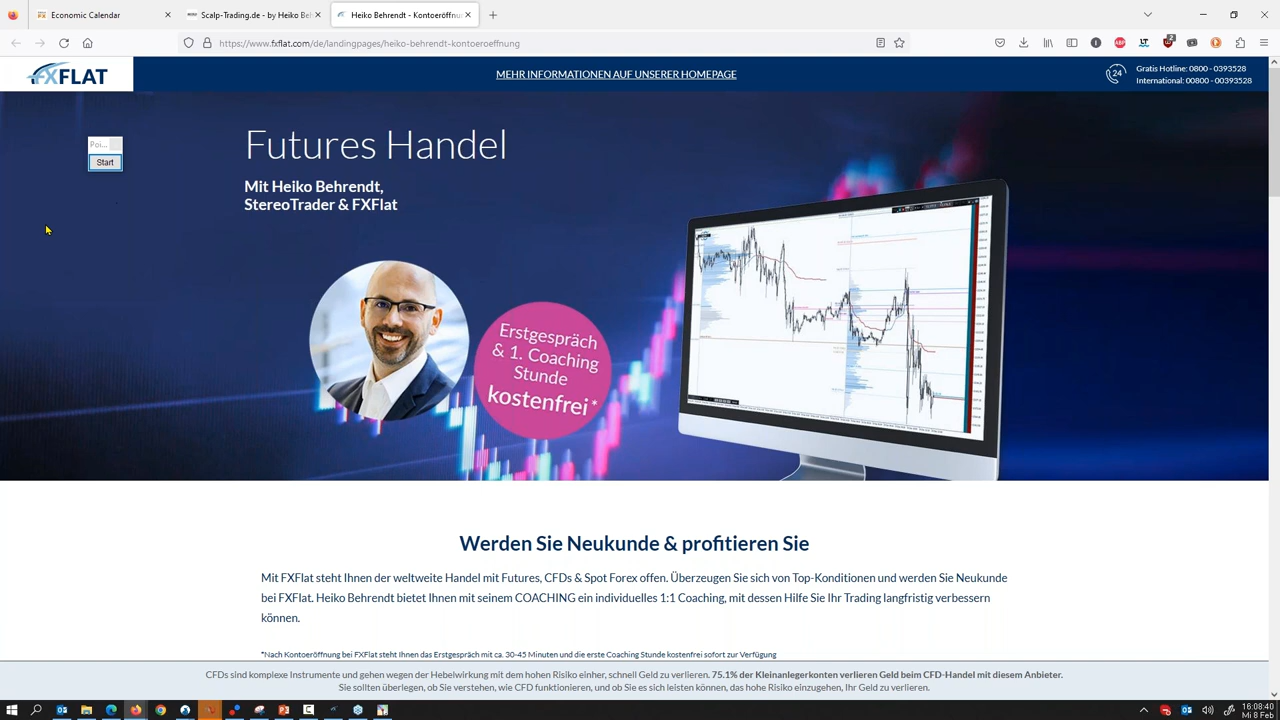 Economic Calendar
Scalp-Trading.de - by Heiko Beh
Heiko Behrendt - Kontoeröffnu
https://www.fxflat.com/de/landingpages/heiko-behrendt-kontoeroeffnung
FXFLAT
MEHR INFORMATIONEN AUF UNSERER HOMEPAGE
24
Gratis Hotline: 0800 - 0393528
International: 00800 - 00393528
Poi...
Start
Futures Handel
Mit Heiko Behrendt,
StereoTrader & FXFlat
Erstgespräch
& 1. Coaching
Stunde
kostenfrei*
Werden Sie Neukunde & profitieren Sie
Mit FXFlat steht Ihnen der weltweite Handel mit Futures, CFDs & Spot Forex offen. Überzeugen Sie sich von Top-Konditionen und werden Sie Neukunde
bei FXFlat. Heiko Behrendt bietet Ihnen mit seinem COACHING ein individuelles 1:1 Coaching, mit dessen Hilfe Sie Ihr Trading langfristig verbessern
können.
*Nach Kontoeröffnung bei FXFlat steht Ihnen das Erstgespräch mit ca. 30-45 Minuten und die erste Coaching Stunde kostenfrei sofort zur Verfügung
CFDs sind komplexe Instrumente und gehen wegen der Hebelwirkung mit dem hohen Risiko einher, schnell Geld zu verlieren. 75.1% der Kleinanlegerkonten verlieren Geld beim CFD-Handel mit diesem Anbieter.
Sie sollten überlegen, ob Sie verstehen, wie CFD funktionieren, und ob Sie es sich leisten können, das hohe Risiko einzugehen, Ihr Geld zu verlieren.
16:08:40
Mi 8 Feb